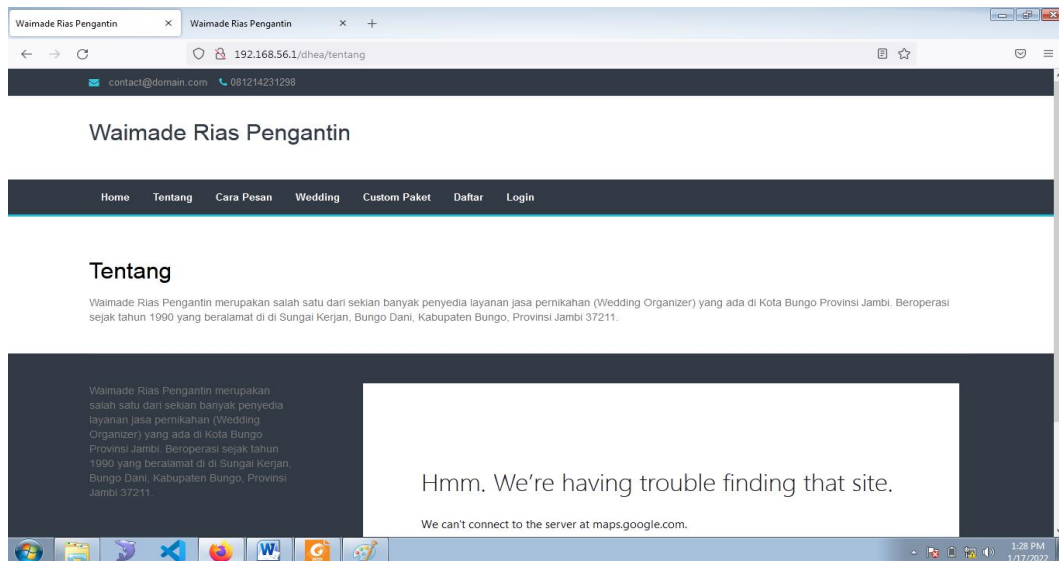 Waimade Rias Pengantin
Waimade Rias Pengantin
192.168.56.1/dhea/tentang
contact@domain.com 081214231298
Waimade Rias Pengantin
Home Tentang Cara Pesan Wedding Custom Paket Daftar Login
Tentang
Waimade Rias Pengantin merupakan salah satu dari sekian banyak penyedia layanan jasa pernikahan (Wedding Organizer) yang ada di Kota Bungo Provinsi Jambi. Beroperasi
sejak tahun 1990 yang beralamat di di Sungai Kerjan, Bungo Dani, Kabupaten Bungo, Provinsi Jambi 37211.
Waimade Rias Pengantin merupakan
salah satu dari sekian banyak penyedia
layanan jasa pernikahan (Wedding
Organizer) yang ada di Kota Bungo
Provinsi Jambi. Beroperasi sejak tahun
1990 yang beralamat di di Sungai Kerjan,
Bungo Dani, Kabupaten Bungo, Provinsi
Jambi 37211.
Hmm. We're having trouble finding that site.
We can't connect to the server at maps.google.com.
1:28 PM
1/17/2022